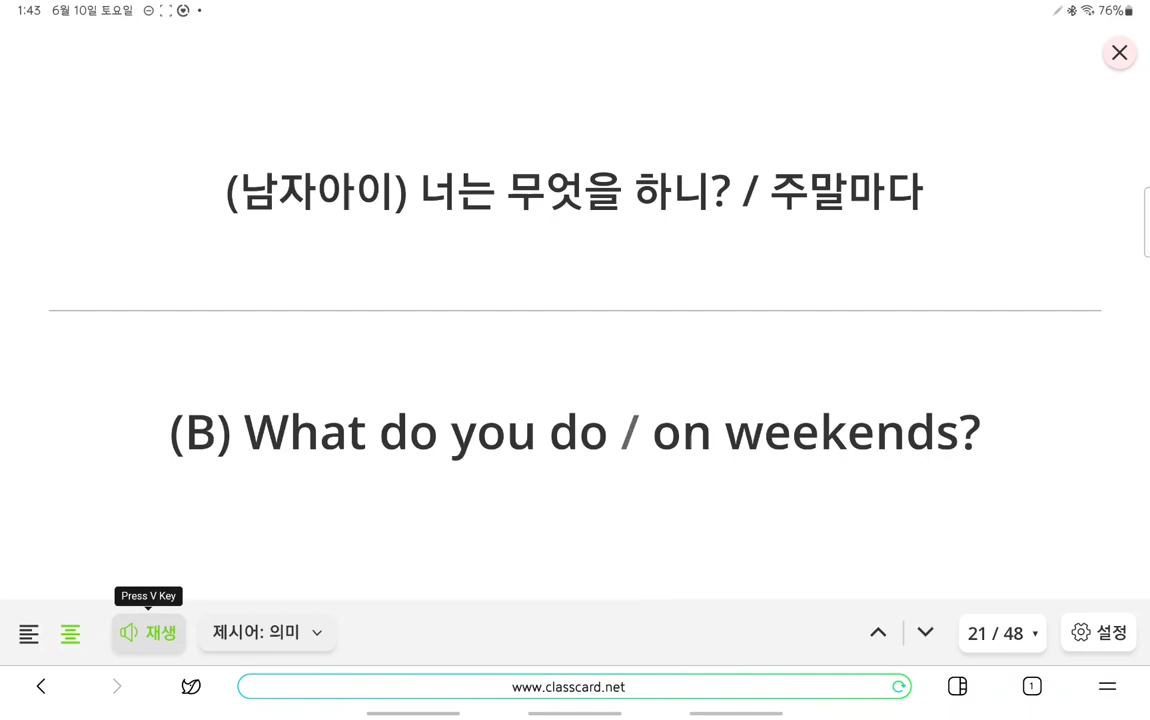 1:43 6월 10일 토요일
76%
(남자아이) 너는 무엇을 하니? / 주말마다
(B) What do you do / on weekends?
Press V Key
재생
제시어: 의미
21 / 48
설정
www.classcard.net
1